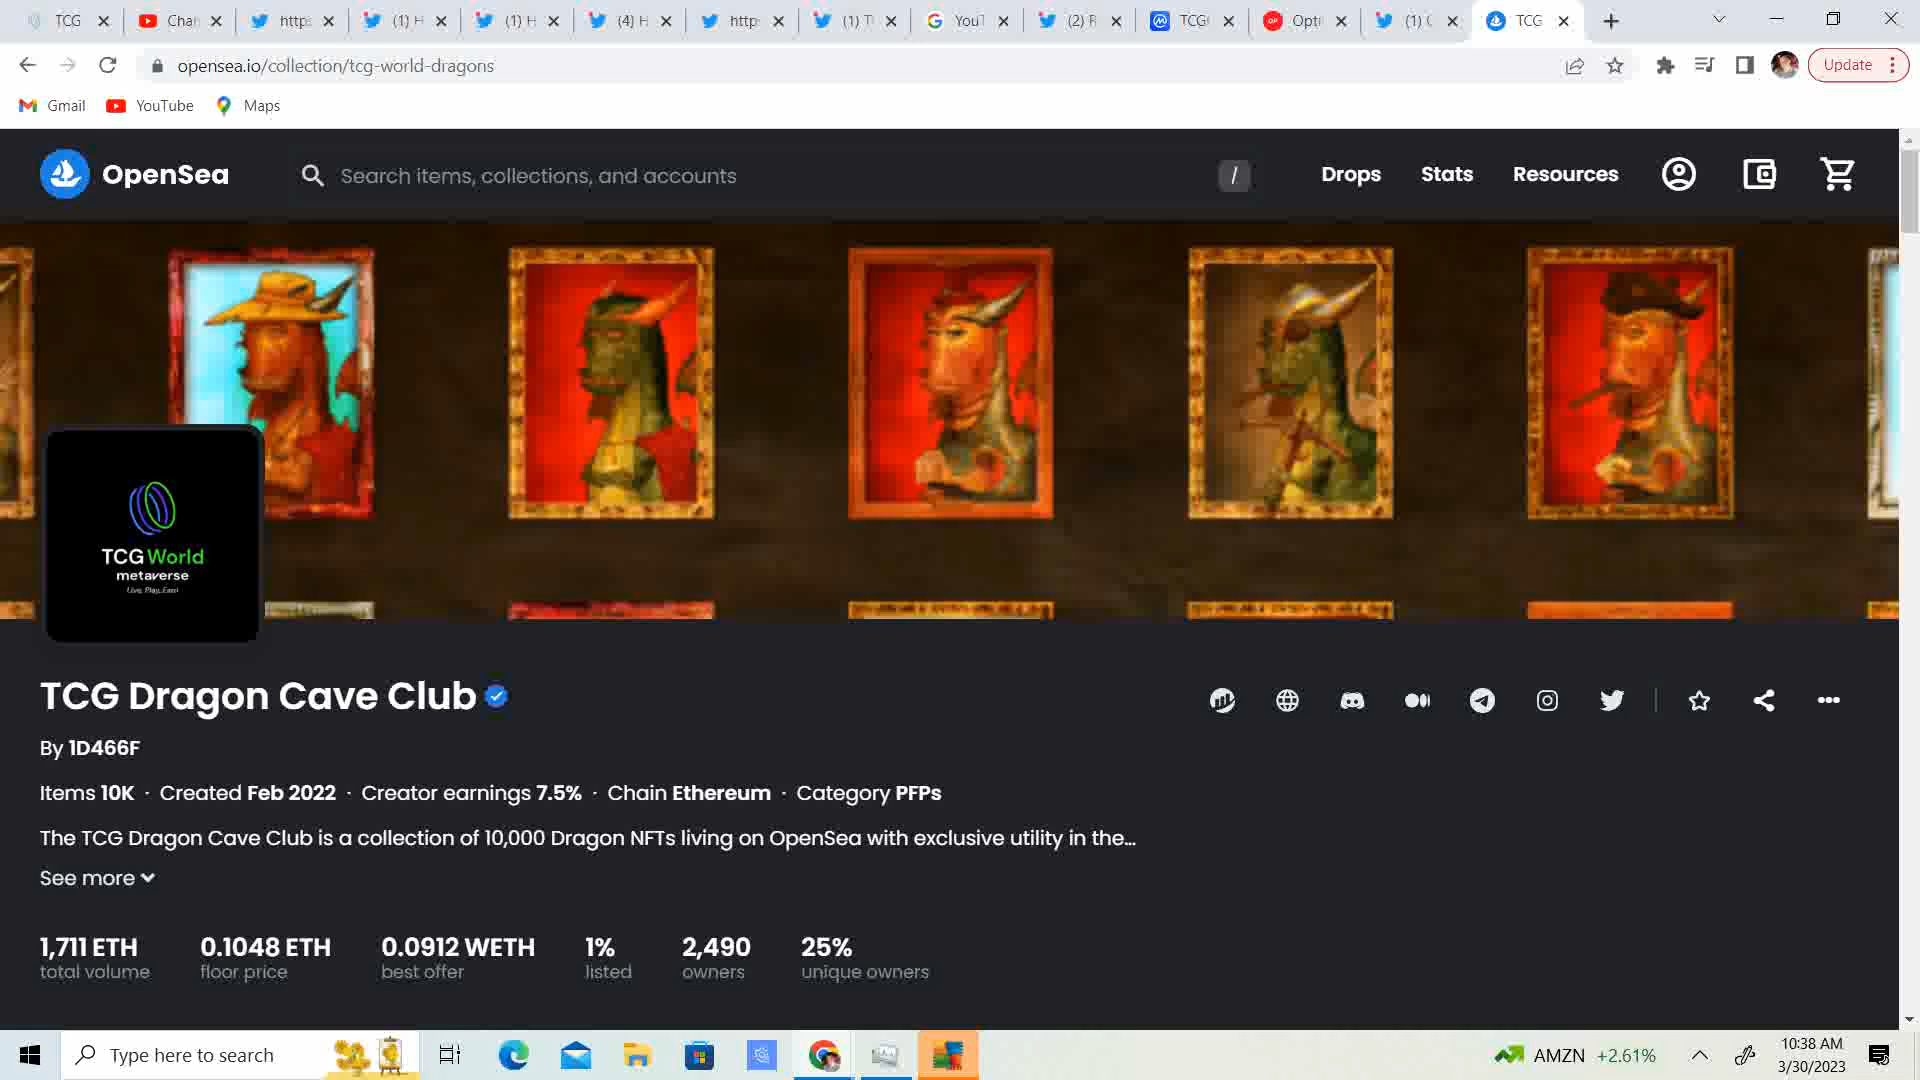 TCG
Chan
http:
(1) H
(1) H
(4) H
http:
(1) T
YouT
(2) R
TCG
Opti
(1)
TCG
opensea.io/collection/tcg-world-dragons
Update
Gmail
YouTube
Maps
OpenSea
Search items, collections, and accounts
/
Drops
Stats
Resources
TCG World
metaverse
Live, Play, Earn
TCG Dragon Cave Club
By 1D466F
Items 10K · Created Feb 2022 · Creator earnings 7.5% · Chain Ethereum · Category PFPs
The TCG Dragon Cave Club is a collection of 10,000 Dragon NFTs living on OpenSea with exclusive utility in the...
See more
1,711 ETH 0.1048 ETH 0.0912 WETH 1% 2,490 25%
total volume floor price best offer listed owners unique owners
Type here to search
AMZN +2.61%
10:38 AM
3/30/2023